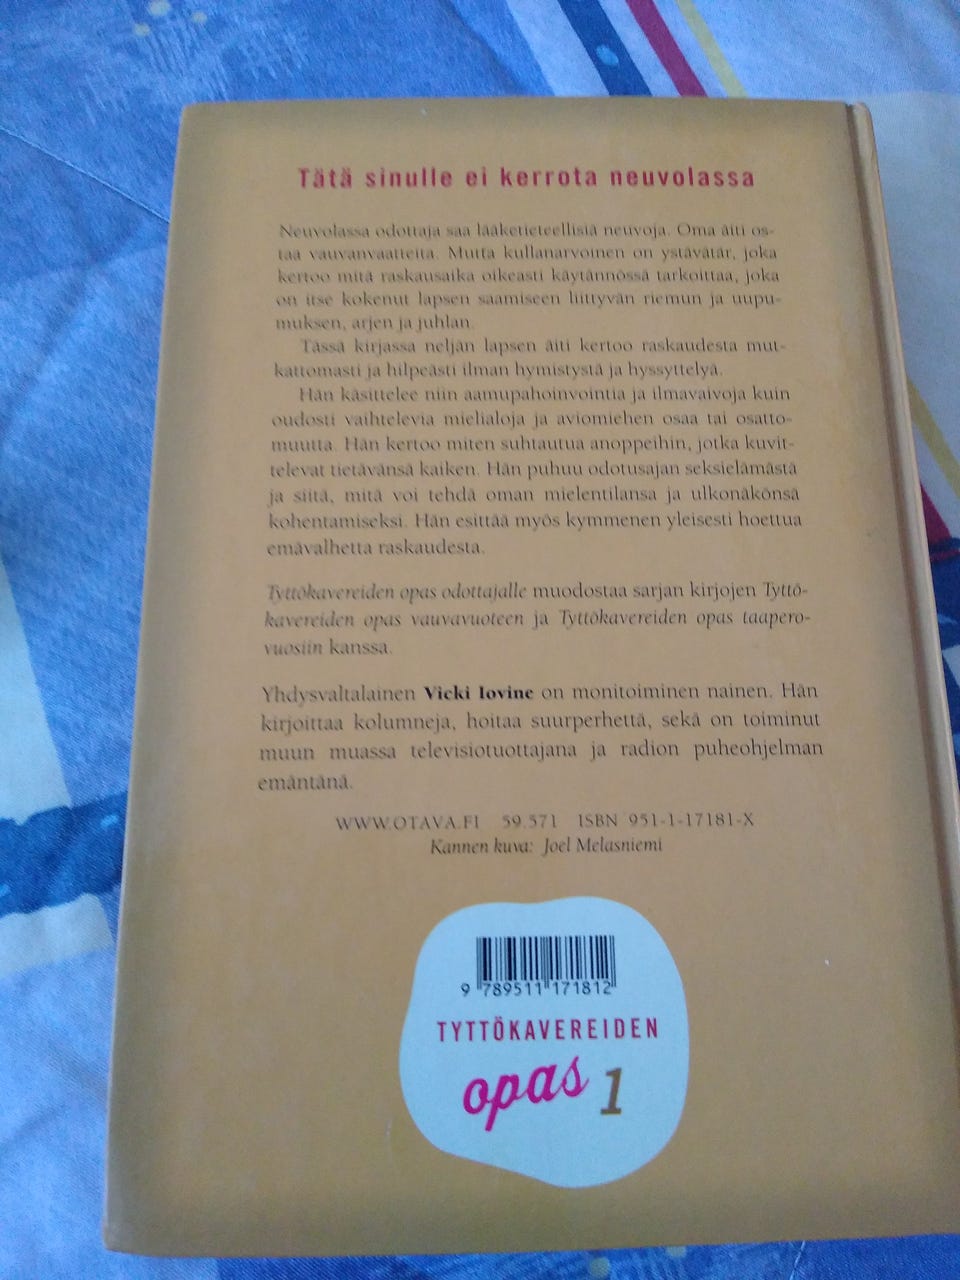 Tätä sinulle ei kerrota neuvolassa
Neuvolassa odottaja saa lääketieteellisiä neuvoja. Oma äiti os-
taa vauvanvaatteita. Mutta kullanarvoinen on ystävätär, joka
kertoo mitä raskausaika oikeasti käytännössä tarkoittaa, joka
on itse kokenut lapsen saamiseen liittyvän riemun ja uupu-
muksen, arjen ja juhlan.
Tässä kirjassa neljän lapsen äiti kertoo raskaudesta mut-
kattomasti ja hilpeästi ilman hymistystä ja hyssyttelyä.
Hän käsittelee niin aamupahoinvointia ja ilmavaivoja kuin
oudosti vaihtelevia mielialoja ja aviomiehen osaa tai osatto-
muutta. Hän kertoo miten suhtautua anoppeihin, jotka kuvit-
televat tietävänsä kaiken. Hän puhuu odotusajan seksielämästä
ja siitä, mitä voi tehdä oman mielentilansa ja ulkonäkönsä
kohentamiseksi. Hän esittää myös kymmenen yleisesti hoettua
emävalhetta raskaudesta.
Tyttökavereiden opas odottajalle muodostaa sarjan kirjojen Tyttö-
kavereiden opas vauvavuoteen ja Tyttökavereiden opas taapero-
vuosiin kanssa.
Yhdysvaltalainen Vicki Iovine on monitoiminen nainen. Hän
kirjoittaa kolumneja, hoitaa suurperhettä, sekä on toiminut
muun muassa televisiotuottajana ja radion puheohjelman
emäntänä.
WWW.OTAVA.FI 59.571 ISBN 951-1-17181-X
Kannen kuva: Joel Melasniemi
9 789511 171812
TYTTÖKAVEREIDEN
opas 1